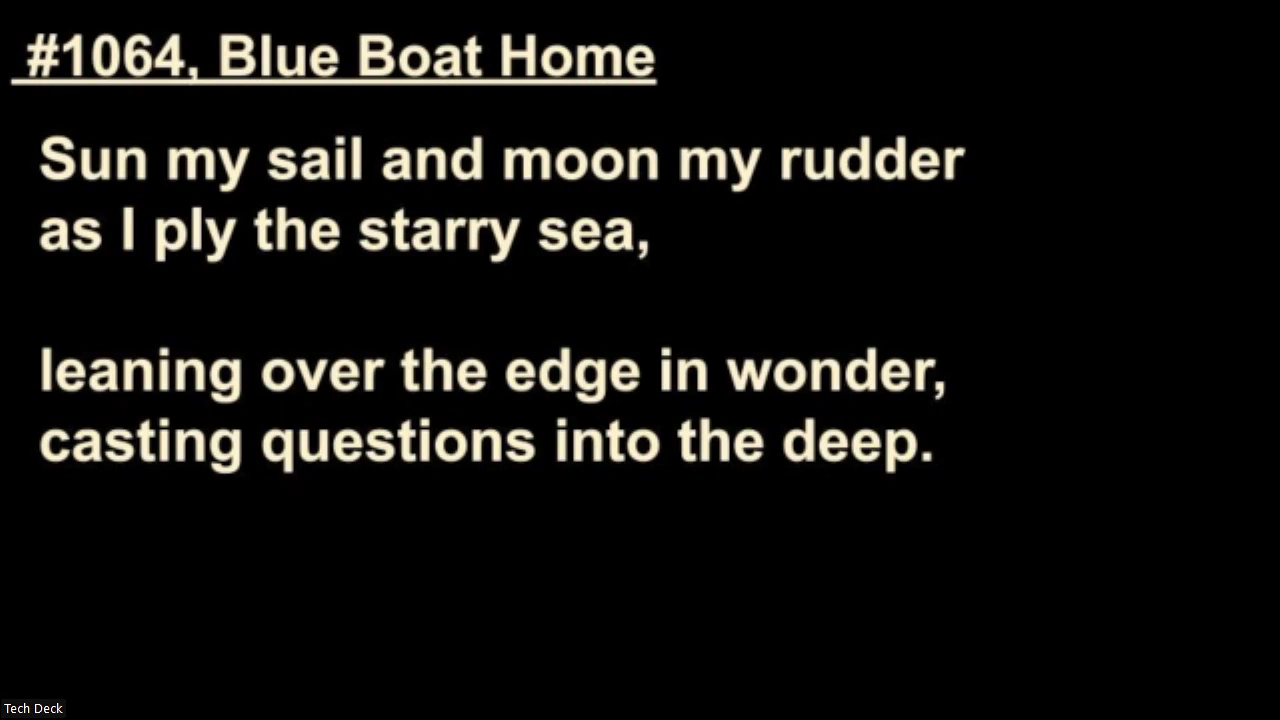 #1064, Blue Boat Home
Sun my sail and moon my rudder
as I ply the starry sea,
leaning over the edge in wonder,
casting questions into the deep.
Tech Deck